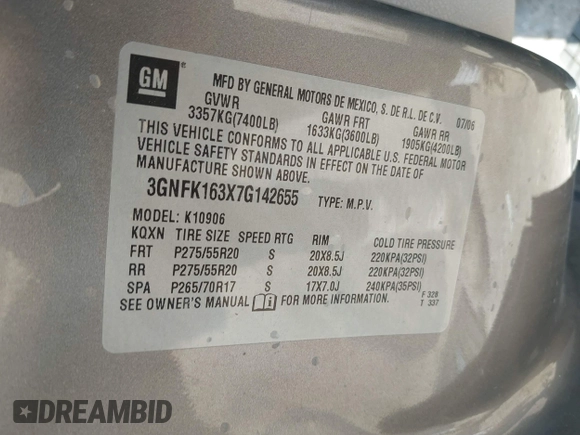 GM ®
MFD BY GENERAL MOTORS DE MEXICO, S. DE R.L. DE C.V. 07/06
GVWR GAWR FRT GAWR RR
3357KG(7400LB) 1633KG(3600LB) 1905KG(4200LB)
THIS VEHICLE CONFORMS TO ALL APPLICABLE U.S. FEDERAL MOTOR
VEHICLE SAFETY STANDARDS IN EFFECT ON THE DATE OF
MANUFACTURE SHOWN ABOVE.
3GNFK163X7G142655 TYPE: M.P.V.
MODEL: K10906
KQXN TIRE SIZE SPEED RTG RIM COLD TIRE PRESSURE
FRT P275/55R20 S 20X8.5J 220KPA(32PSI)
RR P275/55R20 S 20X8.5J 220KPA(32PSI)
SPA P265/70R17 S 17X7.0J 240KPA(35PSI)
SEE OWNER'S MANUAL FOR MORE INFORMATION. F 328
T 337
DREAMBID